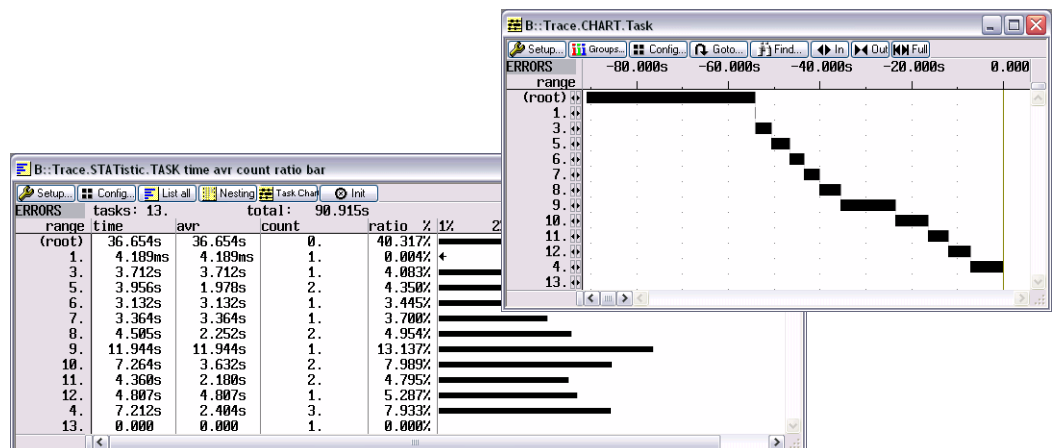 B::Trace.CHART.Task
Setup... Groups... Config... Goto... Find... In Out Full
ERRORS -80.000s -60.000s -40.000s -20.000s 0.000
range
(root)
1.
3.
5.
6.
7.
8.
9.
10.
11.
12.
4.
13.
B::Trace.STATistic.TASK time avr count ratio bar
Setup... Config... List all Nesting Task Chart Init
ERRORS tasks: 13. total: 90.915s
range time avr count ratio % 1% 2
(root) 36.654s 36.654s 0. 40.317%
1. 4.189ms 4.189ms 1. 0.004%
3. 3.712s 3.712s 1. 4.083%
5. 3.956s 1.978s 2. 4.350%
6. 3.132s 3.132s 1. 3.445%
7. 3.364s 3.364s 1. 3.700%
8. 4.505s 2.252s 2. 4.954%
9. 11.944s 11.944s 1. 13.137%
10. 7.264s 3.632s 2. 7.989%
11. 4.360s 2.180s 2. 4.795%
12. 4.807s 4.807s 1. 5.287%
4. 7.212s 2.404s 3. 7.933%
13. 0.000 0.000 1. 0.000%